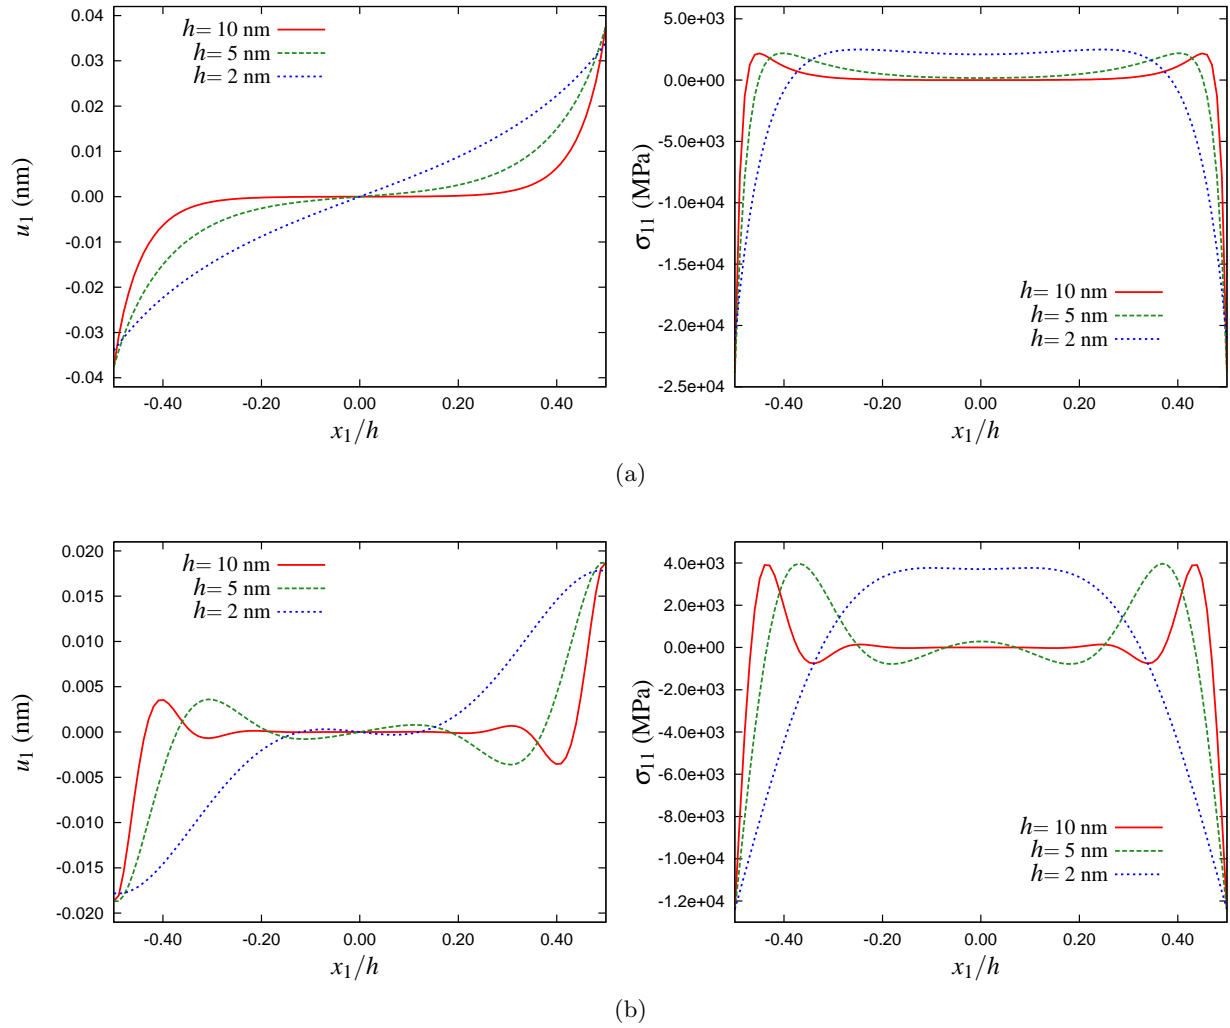 h= 10 nm
h= 5 nm
h= 2 nm
0.04
0.03
0.02
0.01
0.00
-0.01
-0.02
-0.03
-0.04
u1 (nm)
-0.40 -0.20 0.00 0.20 0.40
x1/h
5.0e+03
0.0e+00
-5.0e+03
-1.0e+04
-1.5e+04
-2.0e+04
-2.5e+04
σ11 (MPa)
h= 10 nm
h= 5 nm
h= 2 nm
-0.40 -0.20 0.00 0.20 0.40
x1/h
(a)
h= 10 nm
h= 5 nm
h= 2 nm
0.020
0.015
0.010
0.005
0.000
-0.005
-0.010
-0.015
-0.020
u1 (nm)
-0.40 -0.20 0.00 0.20 0.40
x1/h
4.0e+03
2.0e+03
0.0e+00
-2.0e+03
-4.0e+03
-6.0e+03
-8.0e+03
-1.0e+04
-1.2e+04
σ11 (MPa)
h= 10 nm
h= 5 nm
h= 2 nm
-0.40 -0.20 0.00 0.20 0.40
x1/h
(b)